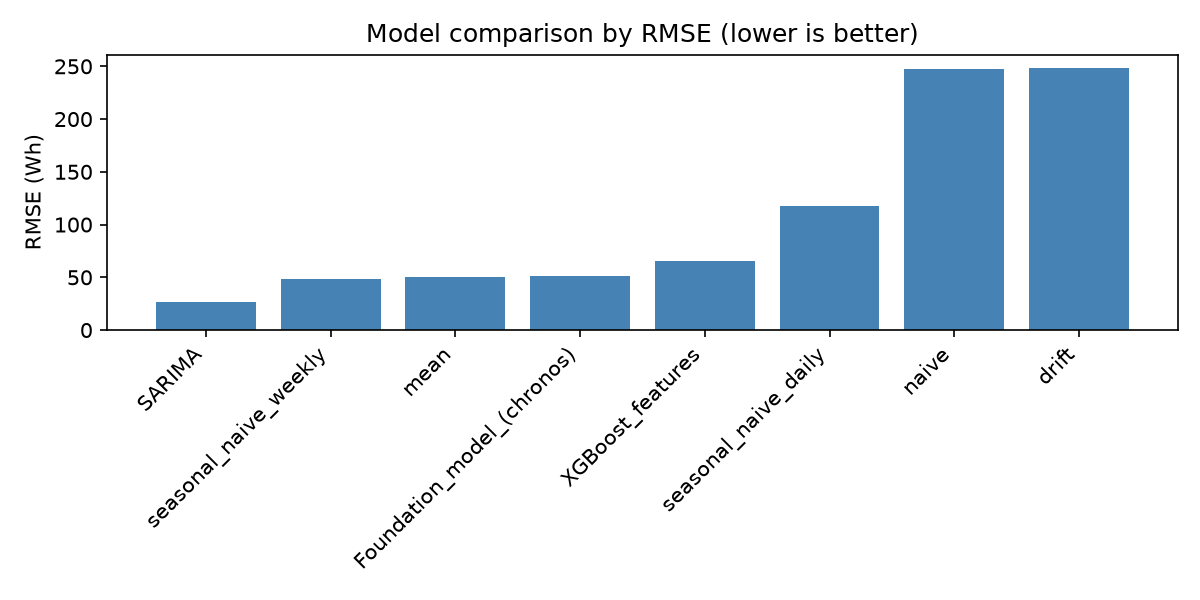 Model comparison by RMSE (lower is better)
RMSE (Wh)
250
200
150
100
50
0
SARIMA
seasonal_naive_weekly
mean
Foundation_model_(chronos)
XGBoost_features
seasonal_naive_daily
naive
drift